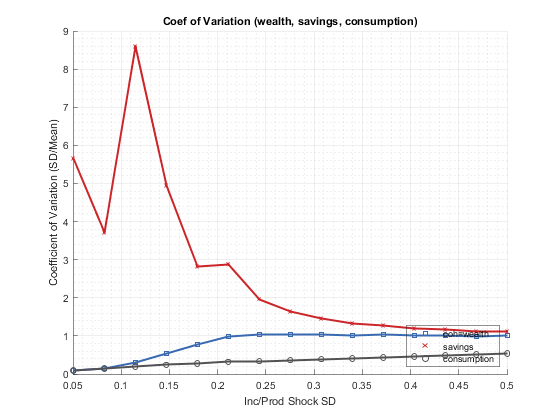 Coef of Variation (wealth, savings, consumption)
Coefficient of Variation (SD/Mean)
9
8
7
6
5
4
3
2
1
0
savings
consumption
0.05 0.1 0.15 0.2 0.25 0.3 0.35 0.4 0.45 0.5
Inc/Prod Shock SD